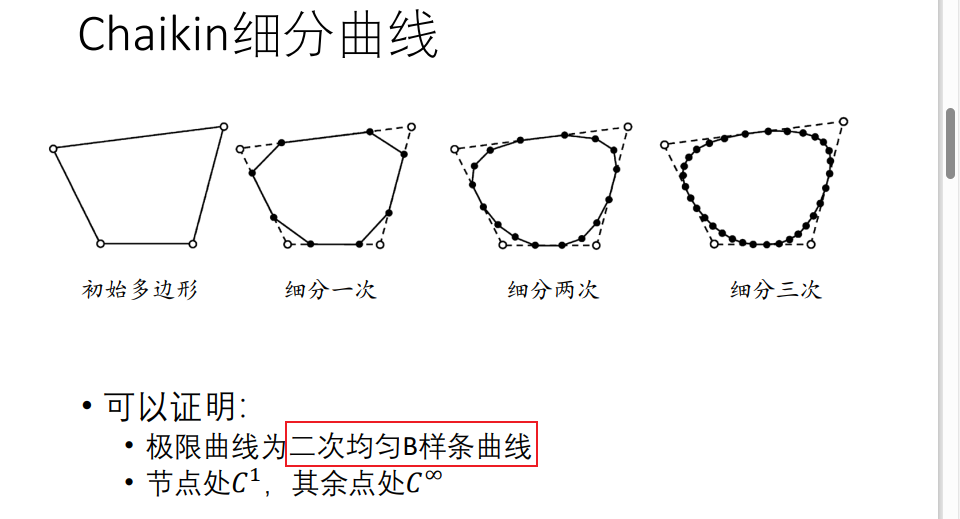 Chaikin细分曲线
初始多边形 细分一次 细分两次 细分三次
• 可以证明:
• 极限曲线为二次均匀B样条曲线
• 节点处C¹，其余点处C^∞